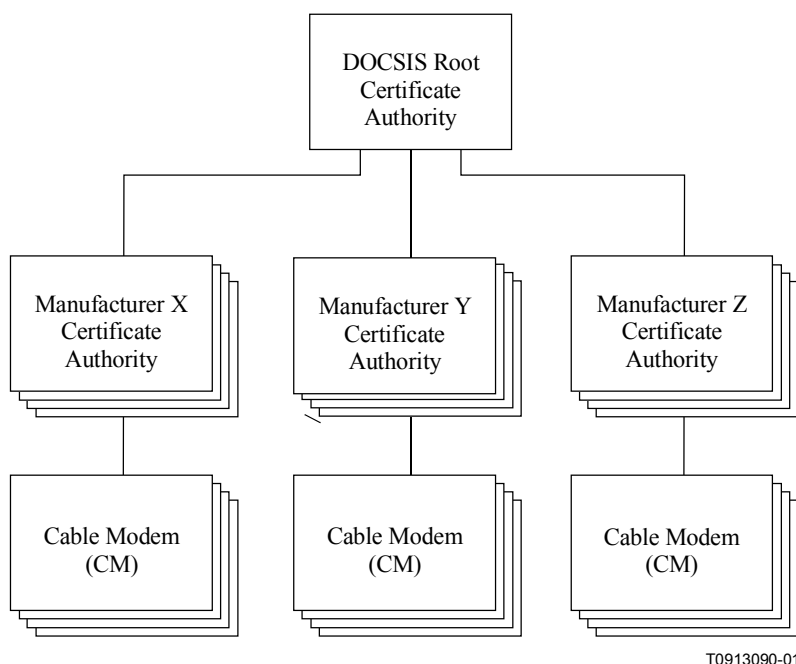 DOCSIS Root
Certificate
Authority
Manufacturer X
Certificate
Authority
Manufacturer Y
Certificate
Authority
Manufacturer Z
Certificate
Authority
Cable Modem
(CM)
Cable Modem
(CM)
Cable Modem
(CM)
T0913090-01